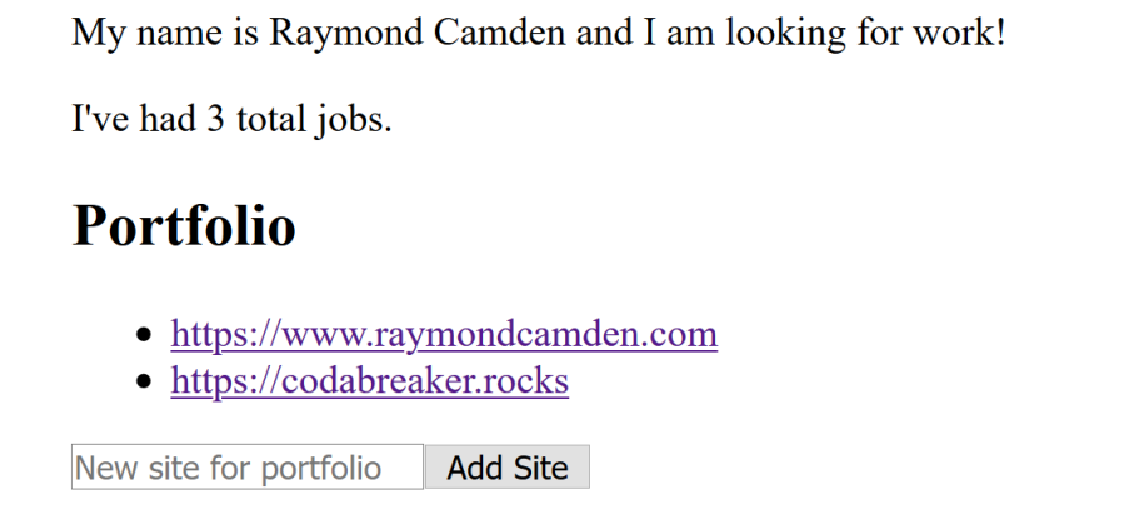 My name is Raymond Camden and I am looking for work!
I've had 3 total jobs.
Portfolio
https://www.raymondcamden.com
https://codabreaker.rocks
New site for portfolio Add Site